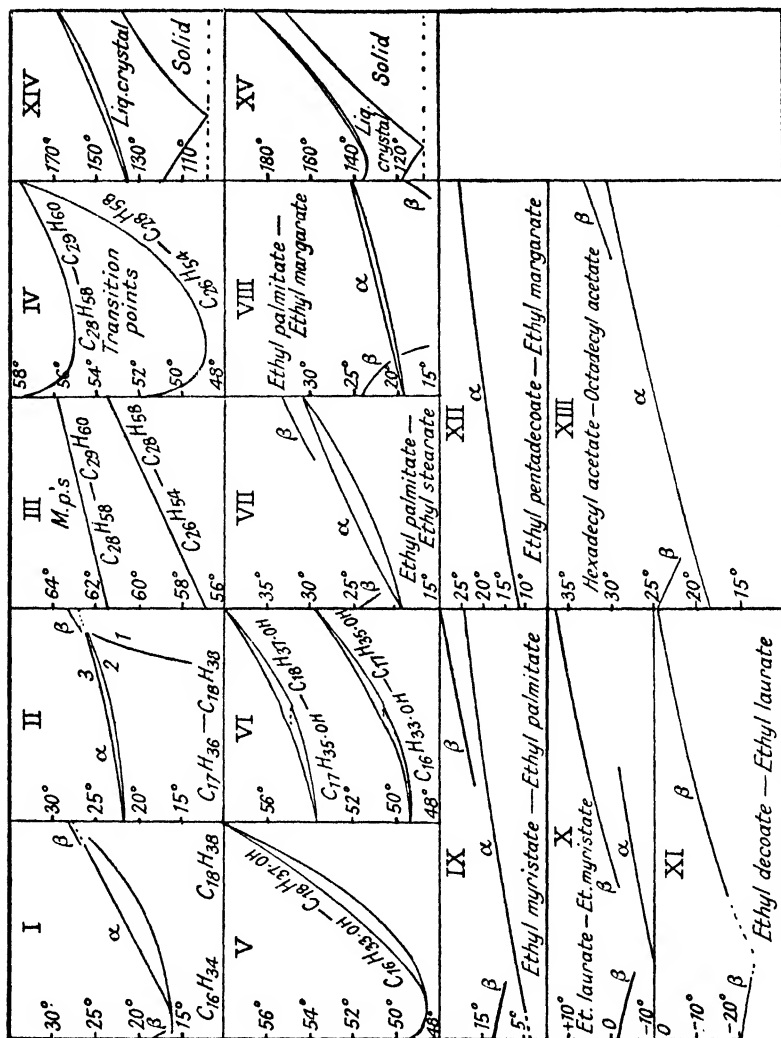 I
30°
25°
20°
15°
β
α
β
C16H34 C18H38
II
30°
25°
20°
15°
α
β
3
2
1
C17H36 — C18H38
III
M.p's
64°
62°
60°
58°
56°
C28H58 — C29H60
C26H54 — C28H58
IV
58°
56°
54°
52°
50°
48°
C28H58 — C29H60
Transition
points
C26H54 — C28H58
XIV
170°
150°
130°
110°
Liq.crystal
Solid
V
56°
54°
50°
48°
C16H33·OH — C18H37·OH
VI
56°
52°
50°
48°
C17H35·OH — C18H37·OH
C16H33·OH — C17H35·OH
VII
35°
30°
25°
15°
β
α
β
Ethyl palmitate —
Ethyl stearate
VIII
Ethyl palmitate —
Ethyl margarate
30°
25°
20°
15°
β
α
β
XV
180°
160°
140°
120°
Liq.
crystal
Solid
IX
15°
5°
β
α
β
Ethyl myristate — Ethyl palmitate
XII
25°
20°
15°
10°
α
Ethyl pentadecoate — Ethyl margarate
X
Et. laurate — Et. myristate
+10°
0
-10°
β
β
α
XIII
Hexadecyl acetate — Octadecyl acetate
35°
30°
25°
20°
15°
β
α
β
XI
0
-10°
-20°
β
β
Ethyl decoate — Ethyl laurate